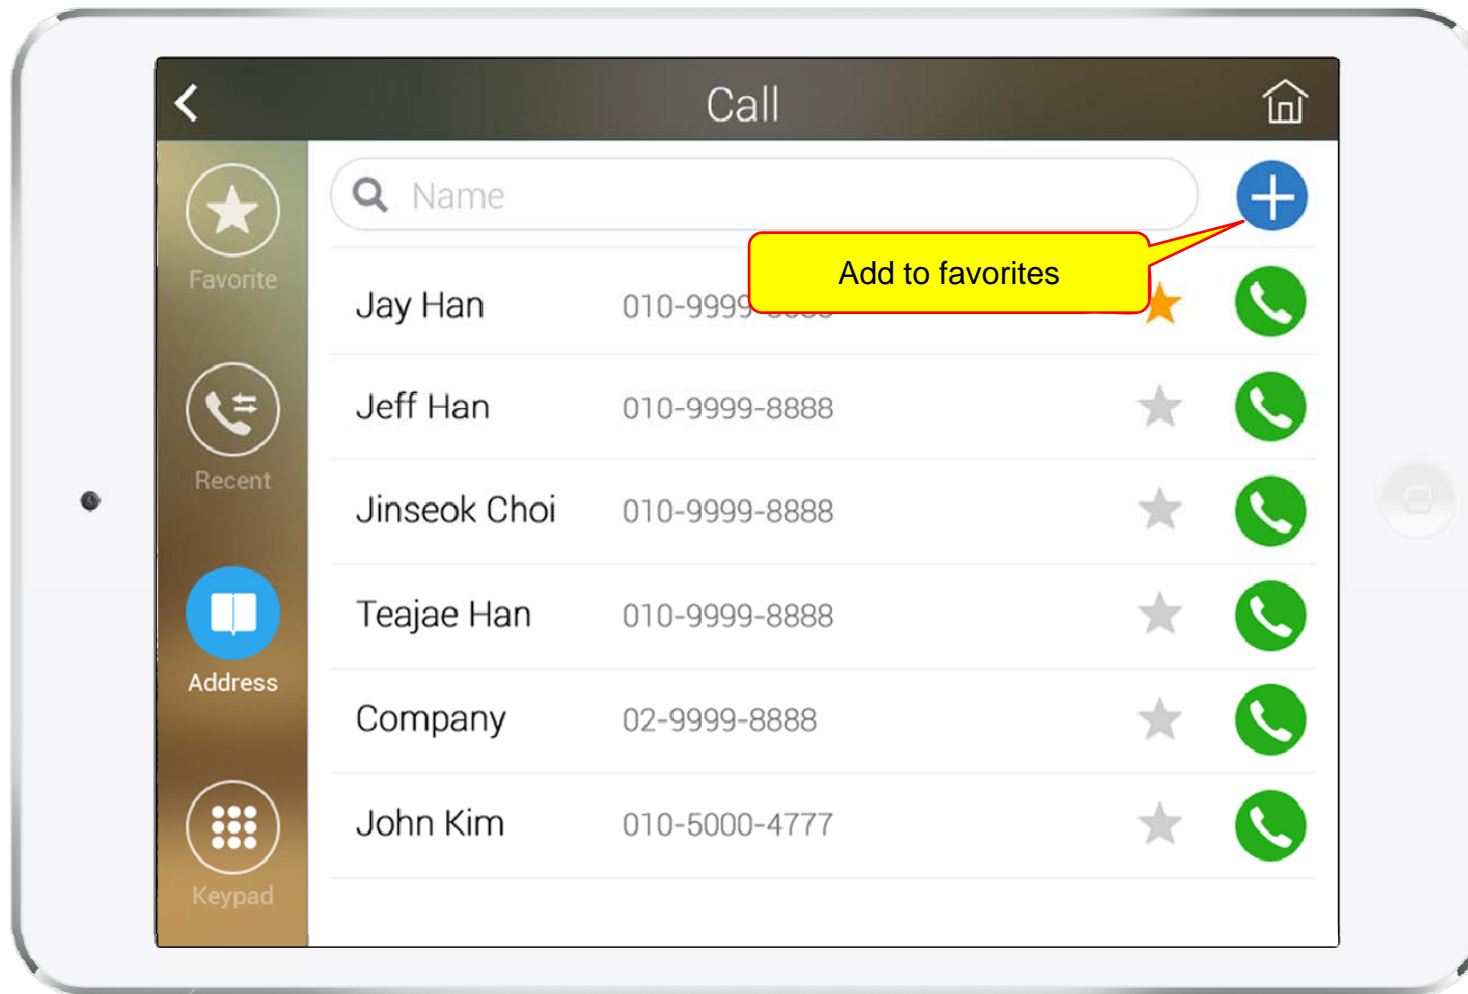 Call
Name
Add to favorites
Favorite
Jay Han 010-9999
Jeff Han 010-9999-8888
Recent
Jinseok Choi 010-9999-8888
Teajae Han 010-9999-8888
Address
Company 02-9999-8888
John Kim 010-5000-4777
Keypad